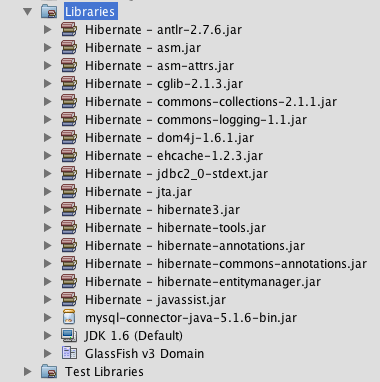 Libraries
Hibernate - antlr-2.7.6.jar
Hibernate - asm.jar
Hibernate - asm-attrs.jar
Hibernate - cglib-2.1.3.jar
Hibernate - commons-collections-2.1.1.jar
Hibernate - commons-logging-1.1.jar
Hibernate - dom4j-1.6.1.jar
Hibernate - ehcache-1.2.3.jar
Hibernate - jdbc2_0-stdext.jar
Hibernate - jta.jar
Hibernate - hibernate3.jar
Hibernate - hibernate-tools.jar
Hibernate - hibernate-annotations.jar
Hibernate - hibernate-commons-annotations.jar
Hibernate - hibernate-entitymanager.jar
Hibernate - javassist.jar
mysql-connector-java-5.1.6-bin.jar
JDK 1.6 (Default)
GlassFish v3 Domain
Test Libraries